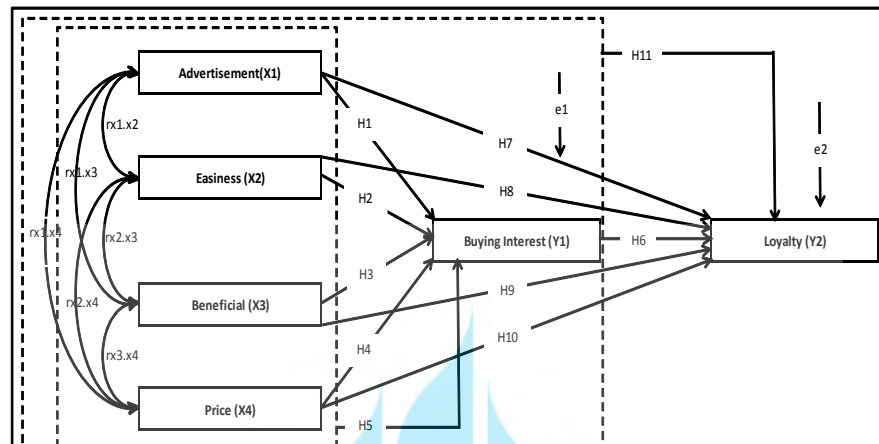 Advertisement(X1)
H11
e1
H1
rx1.x2
H7
e2
rx1.x3
Easiness (X2)
H8
H2
rx1.x4
rx2.x3
Buying Interest (Y1)
H6
Loyalty (Y2)
H3
Beneficial (X3)
H9
rx2.x4
H10
rx3.x4
H4
Price (X4)
H5